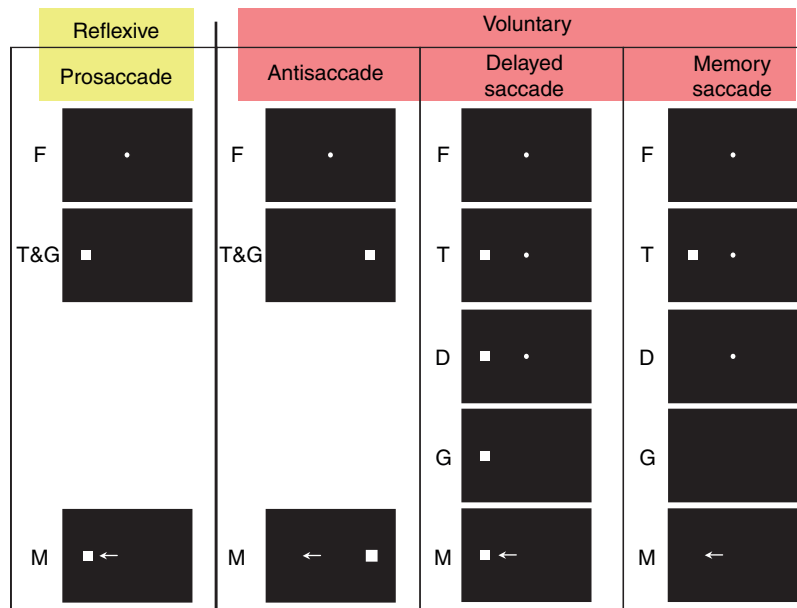 Reflexive
Voluntary
Prosaccade
Antisaccade
Delayed
saccade
Memory
saccade
F
F
F
F
T&G
T&G
T
T
D
D
G
G
M
M
M
M